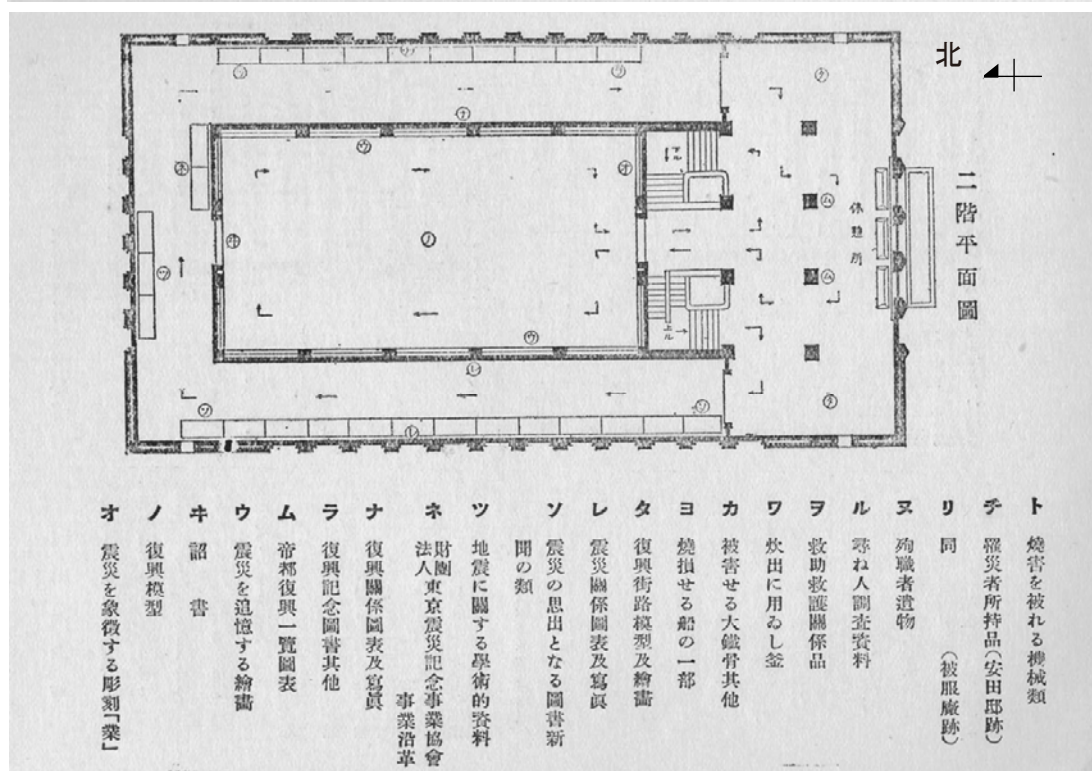 北
二階平面圖
休憩所
下ル
上ル
ト 燒害を被れる機械類
チ 罹災者所持品(安田邸跡)
リ 同 (被服廠跡)
ヌ 殉職者遺物
ル 尋ね人調査資料
ヲ 救助救護關係品
ワ 炊出に用ゐし釜
カ 被害せる大鐵骨其他
ヨ 燒損せる船の一部
タ 復興街路模型及繪畫
レ 震災關係圖表及寫眞
ソ 震災の思出となる圖書新
聞の類
ツ 地震に關する學術的資料
ネ 財團法人東京震災記念事業協會
事業沿革
ナ 復興關係圖表及寫眞
ラ 復興記念圖書其他
ム 帝都復興一覽圖表
ウ 震災を追憶する繪畵
ヰ 詔書
ノ 復興模型
オ 震災を象徴する彫刻「業」